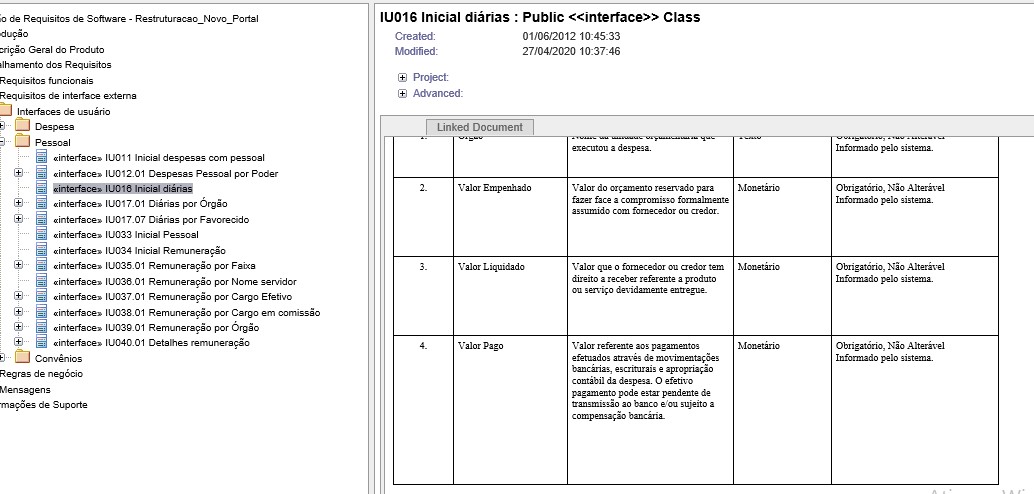 ão de Requisitos de Software - Restruturacao_Novo_Portal
odução
crição Geral do Produto
alhamento dos Requisitos
Requisitos funcionais
Requisitos de interface externa
Interfaces de usuário
Despesa
Pessoal
«interface» IU011 Inicial despesas com pessoal
«interface» IU012.01 Despesas Pessoal por Poder
«interface» IU016 Inicial diárias
«interface» IU017.01 Diárias por Órgão
«interface» IU017.07 Diárias por Favorecido
«interface» IU033 Inicial Pessoal
«interface» IU034 Inicial Remuneração
«interface» IU035.01 Remuneração por Faixa
«interface» IU036.01 Remuneração por Nome servidor
«interface» IU037.01 Remuneração por Cargo Efetivo
«interface» IU038.01 Remuneração por Cargo em comissão
«interface» IU039.01 Remuneração por Órgão
«interface» IU040.01 Detalhes remuneração
Convênios
Regras de negócio
Mensagens
rmações de Suporte
IU016 Inicial diárias : Public <<interface>> Class
Created: 01/06/2012 10:45:33
Modified: 27/04/2020 10:37:46
Project:
Advanced:
Linked Document
1. Órgão Nome da unidade orçamentária que Texto Obrigatório, Não Alterável
executou a despesa. Informado pelo sistema.
2. Valor Empenhado Valor do orçamento reservado para Monetário Obrigatório, Não Alterável
fazer face a compromisso formalmente Informado pelo sistema.
assumido com fornecedor ou credor.
3. Valor Liquidado Valor que o fornecedor ou credor tem Monetário Obrigatório, Não Alterável
direito a receber referente a produto Informado pelo sistema.
ou serviço devidamente entregue.
4. Valor Pago Valor referente aos pagamentos Monetário Obrigatório, Não Alterável
efetuados através de movimentações Informado pelo sistema.
bancárias, escriturais e apropriação
contábil da despesa. O efetivo
pagamento pode estar pendente de
transmissão ao banco e/ou sujeito a
compensação bancária.